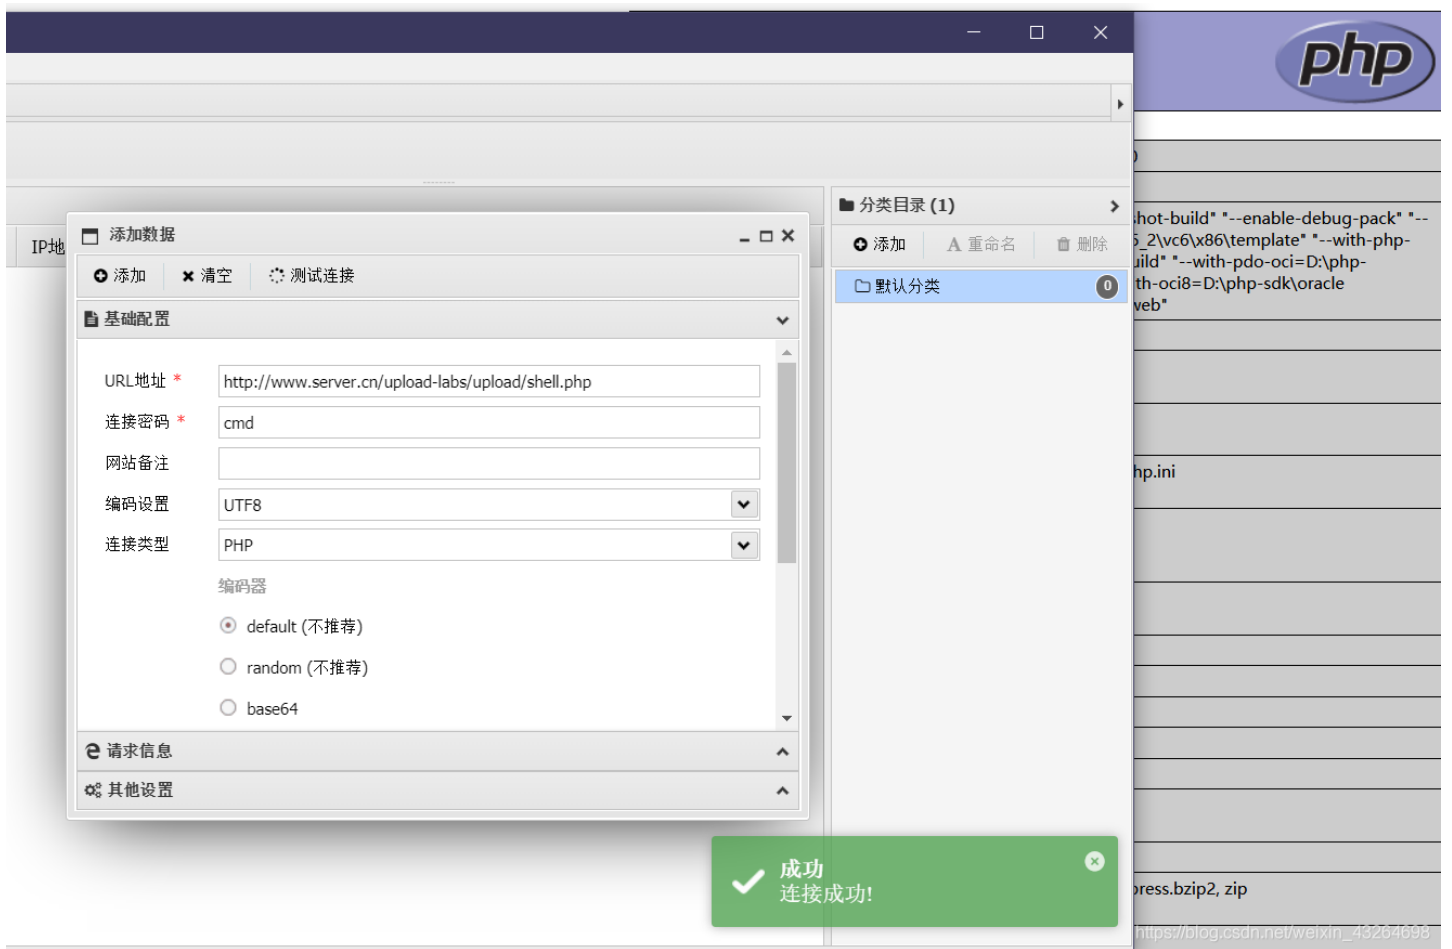 php
IP地
添加数据
添加 清空 测试连接
基础配置
URL地址 * http://www.server.cn/upload-labs/upload/shell.php
连接密码 * cmd
网站备注
编码设置 UTF8
连接类型 PHP
编码器
default (不推荐)
random (不推荐)
base64
请求信息
其他设置
分类目录 (1)
添加 重命名 删除
默认分类 0
成功
连接成功!
shot-build" "--enable-debug-pack" "--
5_2\vc6\x86\template" "--with-php-
uild" "--with-pdo-oci=D:\php-
th-oci8=D:\php-sdk\oracle
web"
hp.ini
press.bzip2, zip
https://blog.csdn.net/weixin_43264698